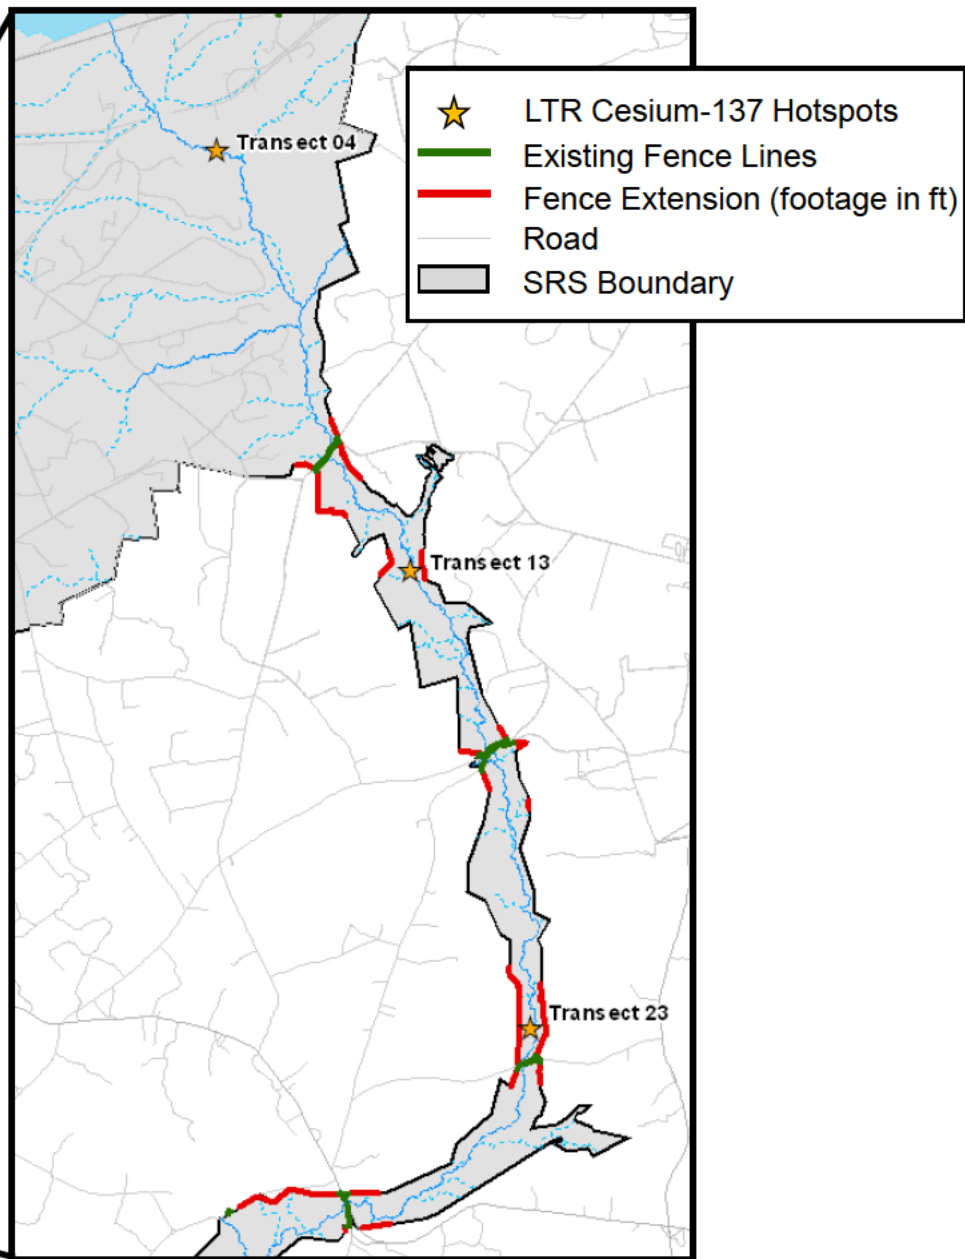 Transect 04
LTR Cesium-137 Hotspots
Existing Fence Lines
Fence Extension (footage in ft)
Road
SRS Boundary
Transect 13
Transect 23